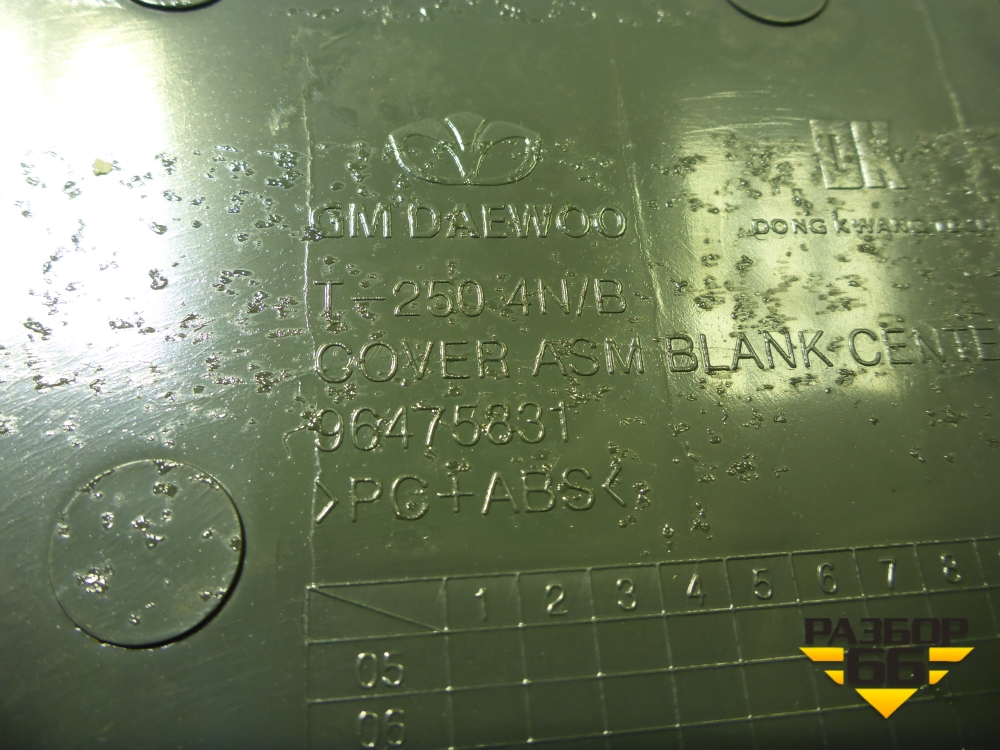 GM DAEWOO
DK
DONG KWANG
T-250 4N/B
COVER ASM BLANK CENTE
96475831
>PC+ABS<
1 2 3 4 5 6 7 8
05
06
РАЗБОР
66